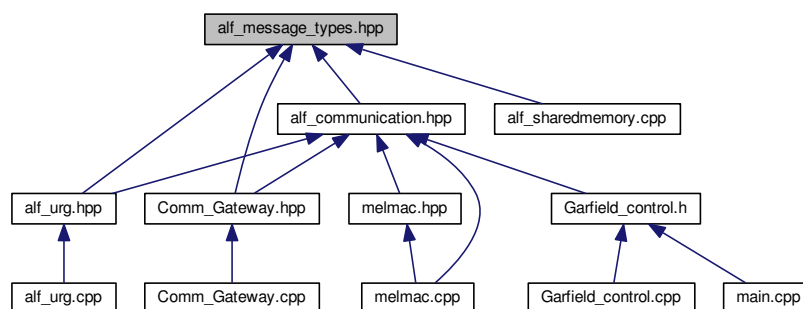 alf_message_types.hpp
alf_communication.hpp
alf_sharedmemory.cpp
alf_urg.hpp
Comm_Gateway.hpp
melmac.hpp
Garfield_control.h
alf_urg.cpp
Comm_Gateway.cpp
melmac.cpp
Garfield_control.cpp
main.cpp